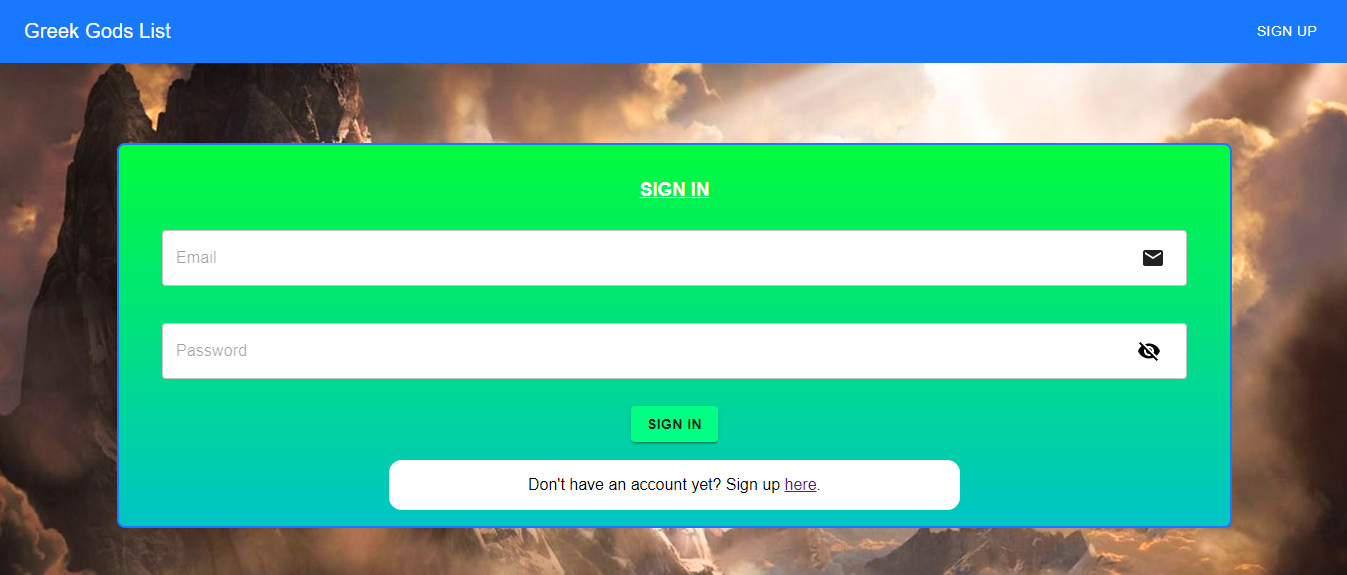 Greek Gods List
SIGN UP
SIGN IN
Email
Password
SIGN IN
Don't have an account yet? Sign up here.